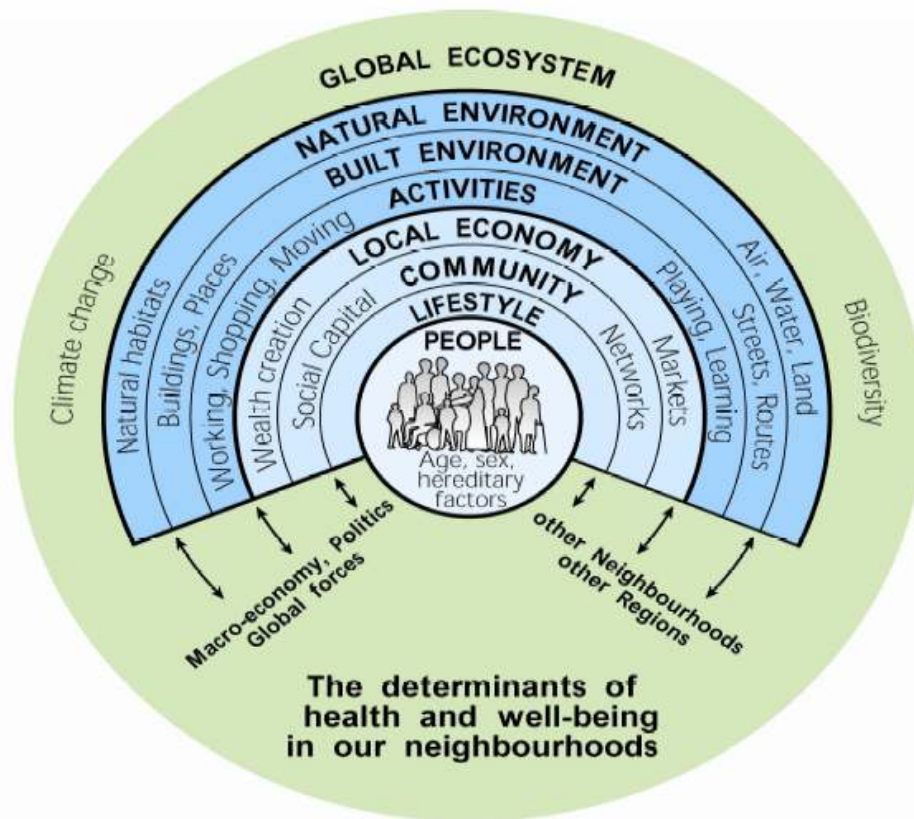 GLOBAL ECOSYSTEM
NATURAL ENVIRONMENT
BUILT ENVIRONMENT
ACTIVITIES
LOCAL ECONOMY
COMMUNITY
LIFESTYLE
PEOPLE
Age, sex,
hereditary
factors
Climate change
Natural habitats
Buildings, Places
Working, Shopping, Moving
Wealth creation
Social Capital
Networks
Markets
Playing, Learning
Streets, Routes
Air, Water, Land
Biodiversity
Macro-economy, Politics
Global forces
other Neighbourhoods
other Regions
The determinants of
health and well-being
in our neighbourhoods